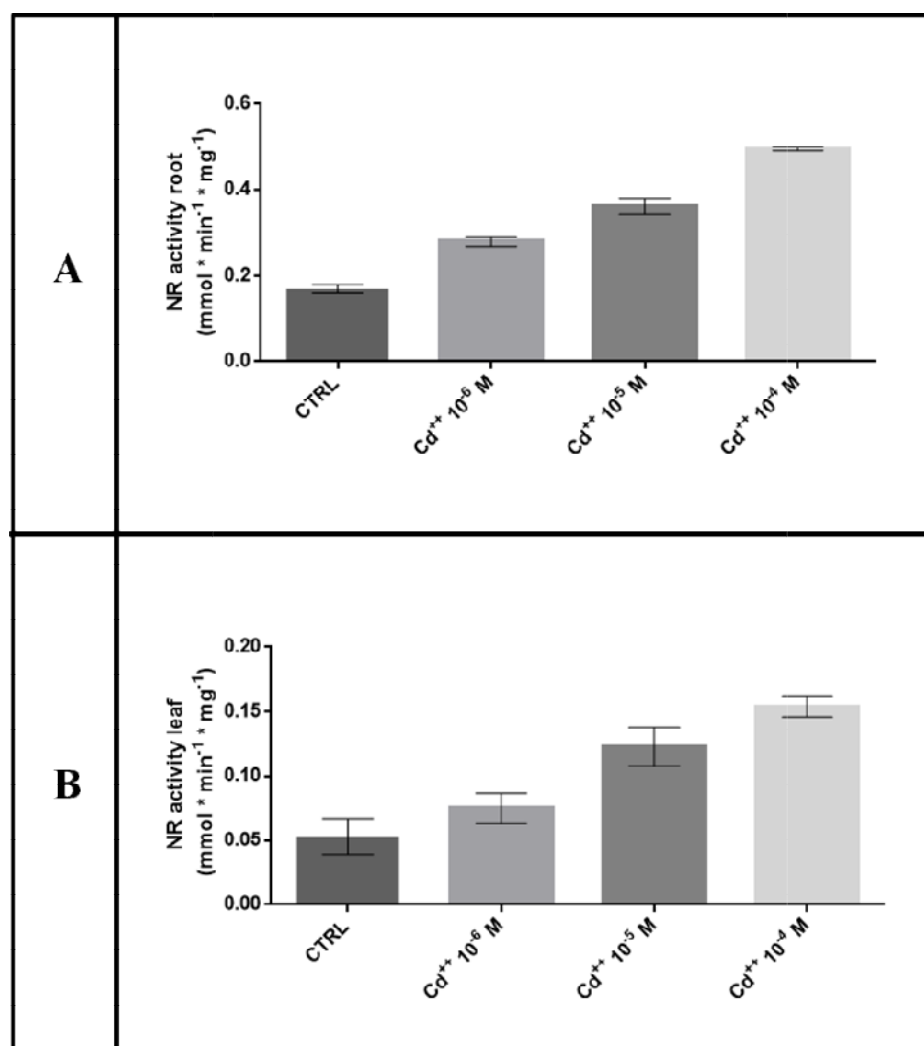 A
NR activity root
(mmol * min⁻¹ * mg⁻¹)
0.6
0.4
0.2
0.0
CTRL
Cd⁺⁺ 10⁻⁶ M
Cd⁺⁺ 10⁻⁵ M
Cd⁺⁺ 10⁻⁴ M
B
NR activity leaf
(mmol * min⁻¹ * mg⁻¹)
0.20
0.15
0.10
0.05
0.00
CTRL
Cd⁺⁺ 10⁻⁶ M
Cd⁺⁺ 10⁻⁵ M
Cd⁺⁺ 10⁻⁴ M